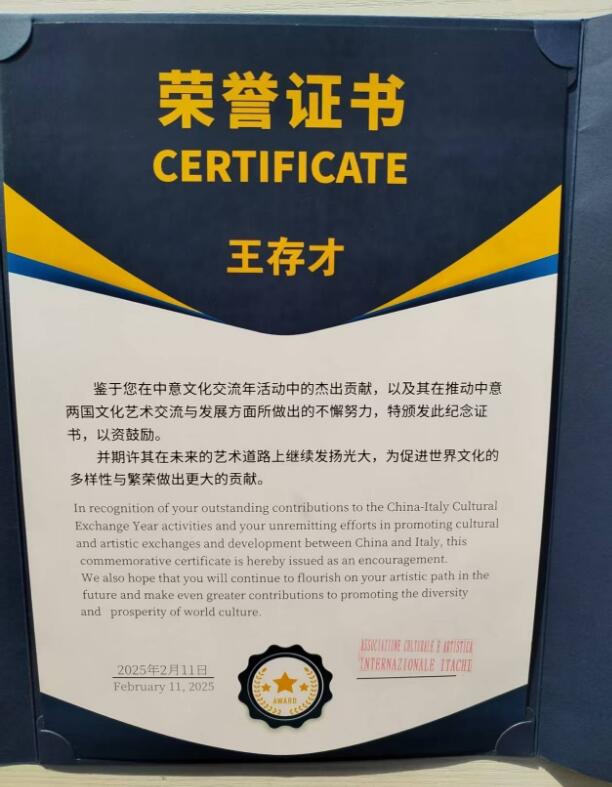 荣誉证书
CERTIFICATE
王存才
鉴于您在中意文化交流年活动中的杰出贡献，以及其在推动中意
两国文化艺术交流与发展方面所做出的不懈努力，特颁发此纪念证
书，以资鼓励。
并期许其在未来的艺术道路上继续发扬光大，为促进世界文化的
多样性与繁荣做出更大的贡献。
In recognition of your outstanding contributions to the China-Italy Cultural
Exchange Year activities and your unremitting efforts in promoting cultural
and artistic exchanges and development between China and Italy, this
commemorative certificate is hereby issued as an encouragement.
We also hope that you will continue to flourish on your artistic path in the
future and make even greater contributions to promoting the diversity
and prosperity of world culture.
2025年2月11日
February 11, 2025
AWARD
ASSOCIAZIONE CULTURALE E ARTISTICA
INTERNAZIONALE ITACHI